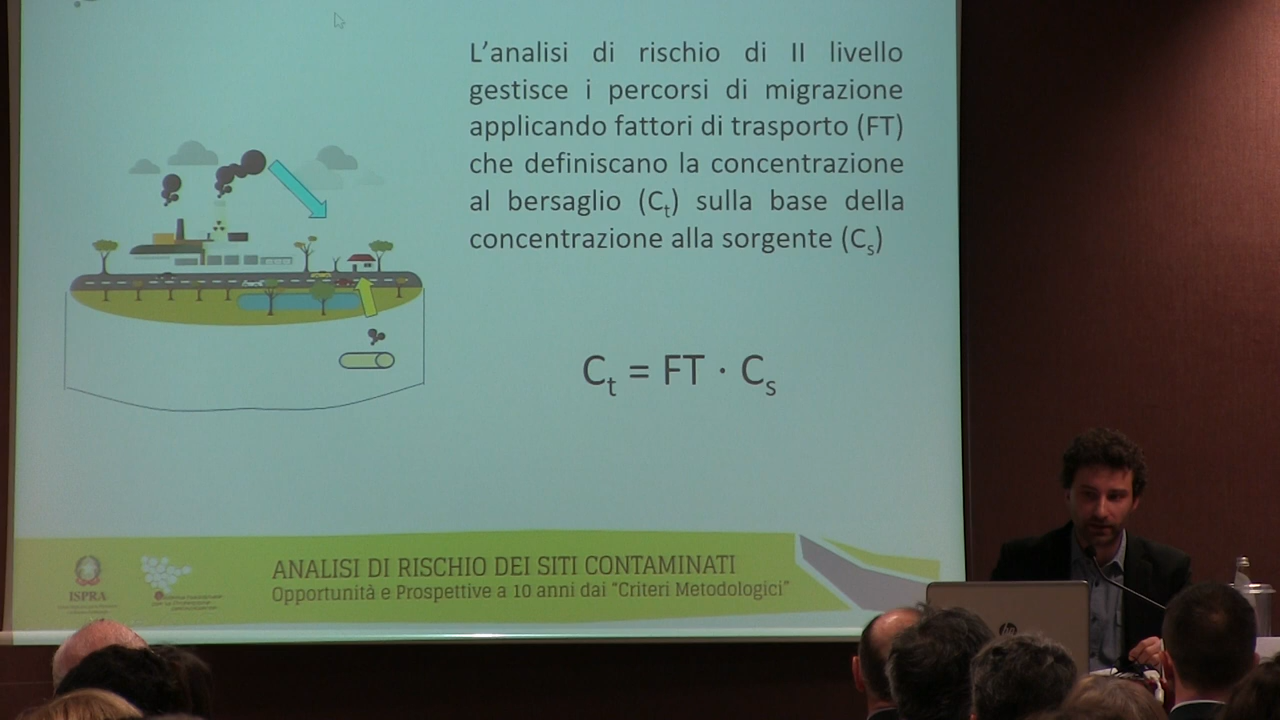 L'analisi di rischio di II livello
gestisce i percorsi di migrazione
applicando fattori di trasporto (FT)
che definiscano la concentrazione
al bersaglio (Ct) sulla base della
concentrazione alla sorgente (Cs)
Ct = FT · Cs
ANALISI DI RISCHIO DEI SITI CONTAMINATI
Opportunità e Prospettive a 10 anni dai "Criteri Metodologici"
ISPRA
hp